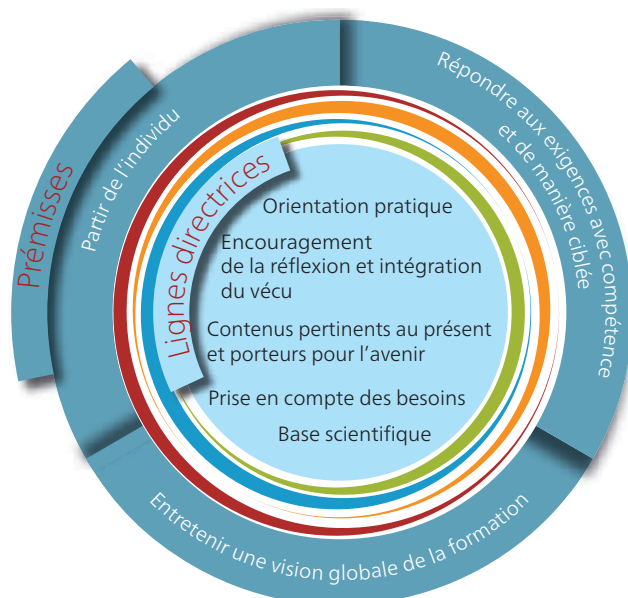 Prémisses
Partir de l'individu
Répondre aux exigences avec compétence
et de manière ciblée
Entretenir une vision globale de la formation
Lignes directrices
Orientation pratique
Encouragement
de la réflexion et intégration
du vécu
Contenus pertinents au présent
et porteurs pour l'avenir
Prise en compte des besoins
Base scientifique